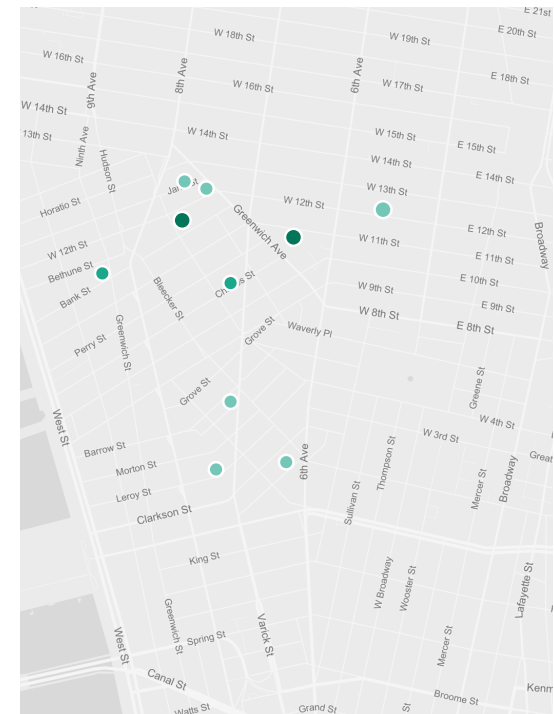 E 21st
E 20th St
W 18th St
W 19th St
W 16th St
8th Ave
6th Ave
9th Ave
E 18th St
W 16th St
W 17th St
W 14th St
13th St
W 14th St
W 15th St
Ninth Ave
E 15th St
Hudson St
W 14th St
E 14th St
W 13th St
Horatio St
W 12th St
Greenwich Ave
Broadway
E 12th St
W 12th St
W 11th St
E 11th St
Bethune St
E 10th St
W 9th St
Bank St
Bleecker St
E 9th St
W 8th St
E 8th St
Waverly Pl
Grove St
Greenwich St
Perry St
Grove St
Greene St
W 4th St
West St
W 3rd St
Barrow St
6th Ave
Thompson St
Great
Morton St
Broadway
Mercer St
Leroy St
Sullivan St
Clarkson St
King St
W Broadway
Wooster St
Lafayette St
Greenwich St
Varick St
West St
Spring St
Mercer St
Canal St
Kenm
Broome St
Watts St
Grand St
St